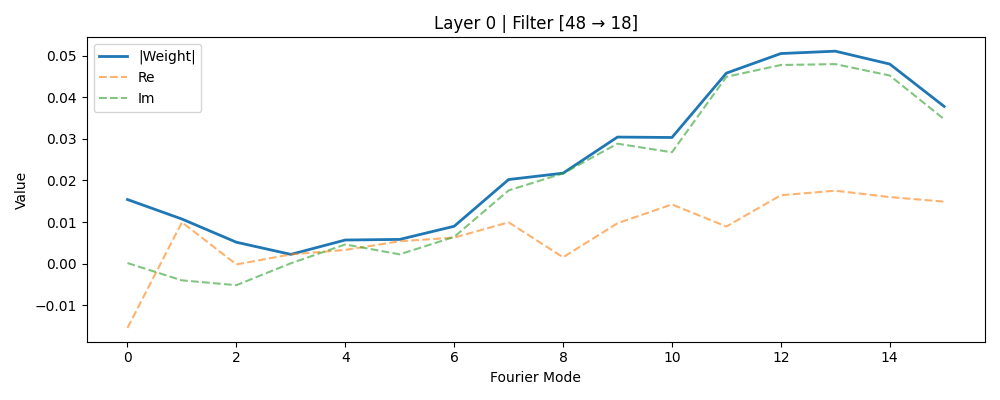 Layer 0 | Filter [48 → 18]
|Weight|
Re
Im
0.05
0.04
0.03
0.02
0.01
0.00
−0.01
Value
0 2 4 6 8 10 12 14
Fourier Mode